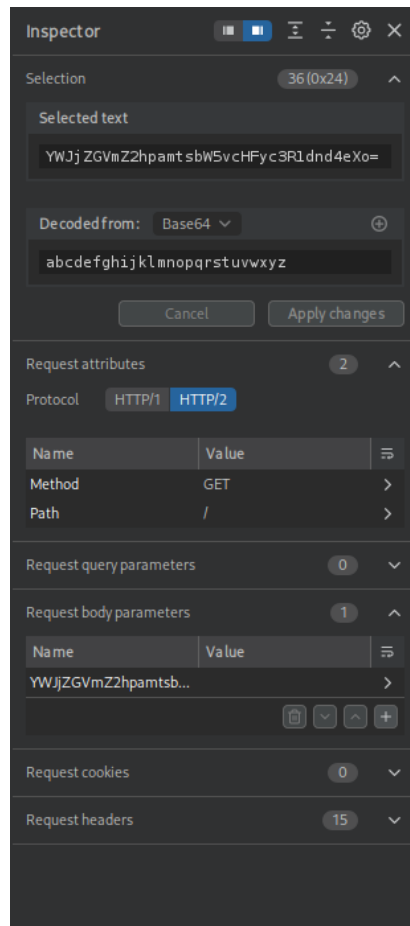 Inspector
Selection 36 (0x24)
Selected text
YWJjZGVmZ2hpamtsbW5vcHFyc3R1dnd4eXo=
Decoded from: Base64
abcdefghijklmnopqrstuvwxyz
Cancel Apply changes
Request attributes 2
Protocol HTTP/1 HTTP/2
Name Value
Method GET
Path /
Request query parameters 0
Request body parameters 1
Name Value
YWJjZGVmZ2hpamtsb...
Request cookies 0
Request headers 15